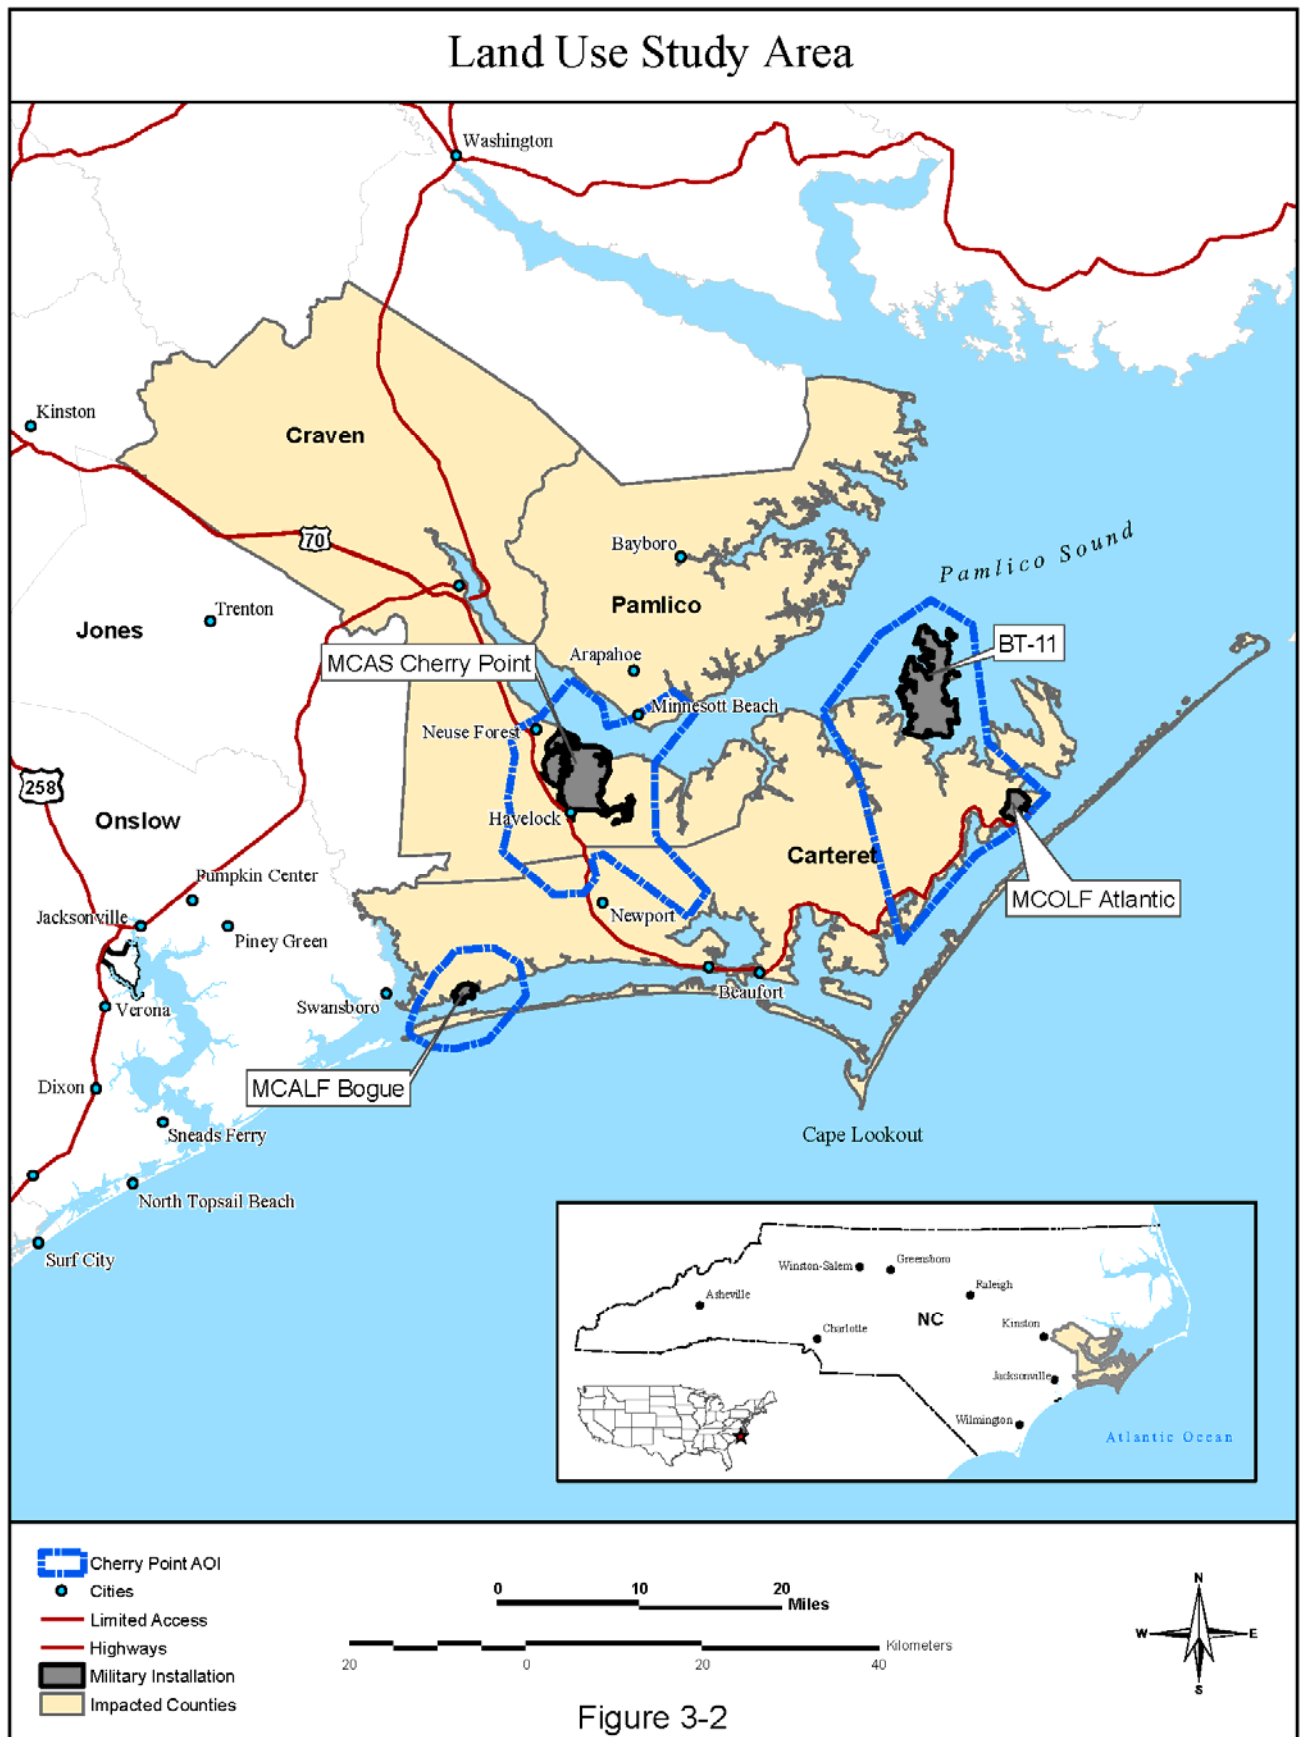 Land Use Study Area
Washington
Kinston
Craven
70
Bayboro
Pamlico Sound
Pamlico
Trenton
Jones
MCAS Cherry Point
Arapahoe
BT-11
Minnesott Beach
Neuse Forest
258
Onslow
Havelock
Carteret
Pumpkin Center
MCOLF Atlantic
Jacksonville
Newport
Piney Green
Beaufort
Swansboro
Verona
MCALF Bogue
Dixon
Sneads Ferry
Cape Lookout
North Topsail Beach
Surf City
Winston-Salem
Greensboro
Asheville
Raleigh
NC
Kinston
Charlotte
Jacksonville
Wilmington
Atlantic Ocean
Cherry Point AOI
Cities
Limited Access
Highways
Military Installation
Impacted Counties
0 10 20
Miles
Kilometers
20 0 20 40
N
W E
S
Figure 3-2